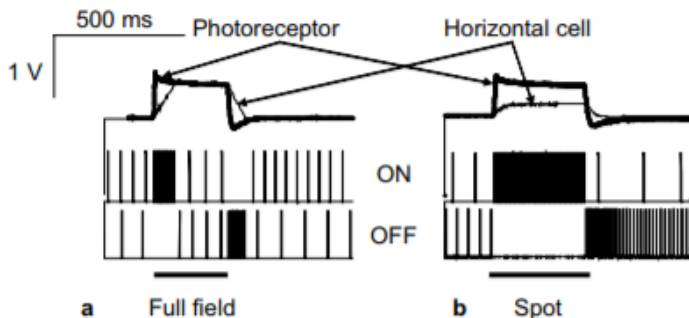 500 ms
Photoreceptor
Horizontal cell
1 V
ON
OFF
a Full field
b Spot